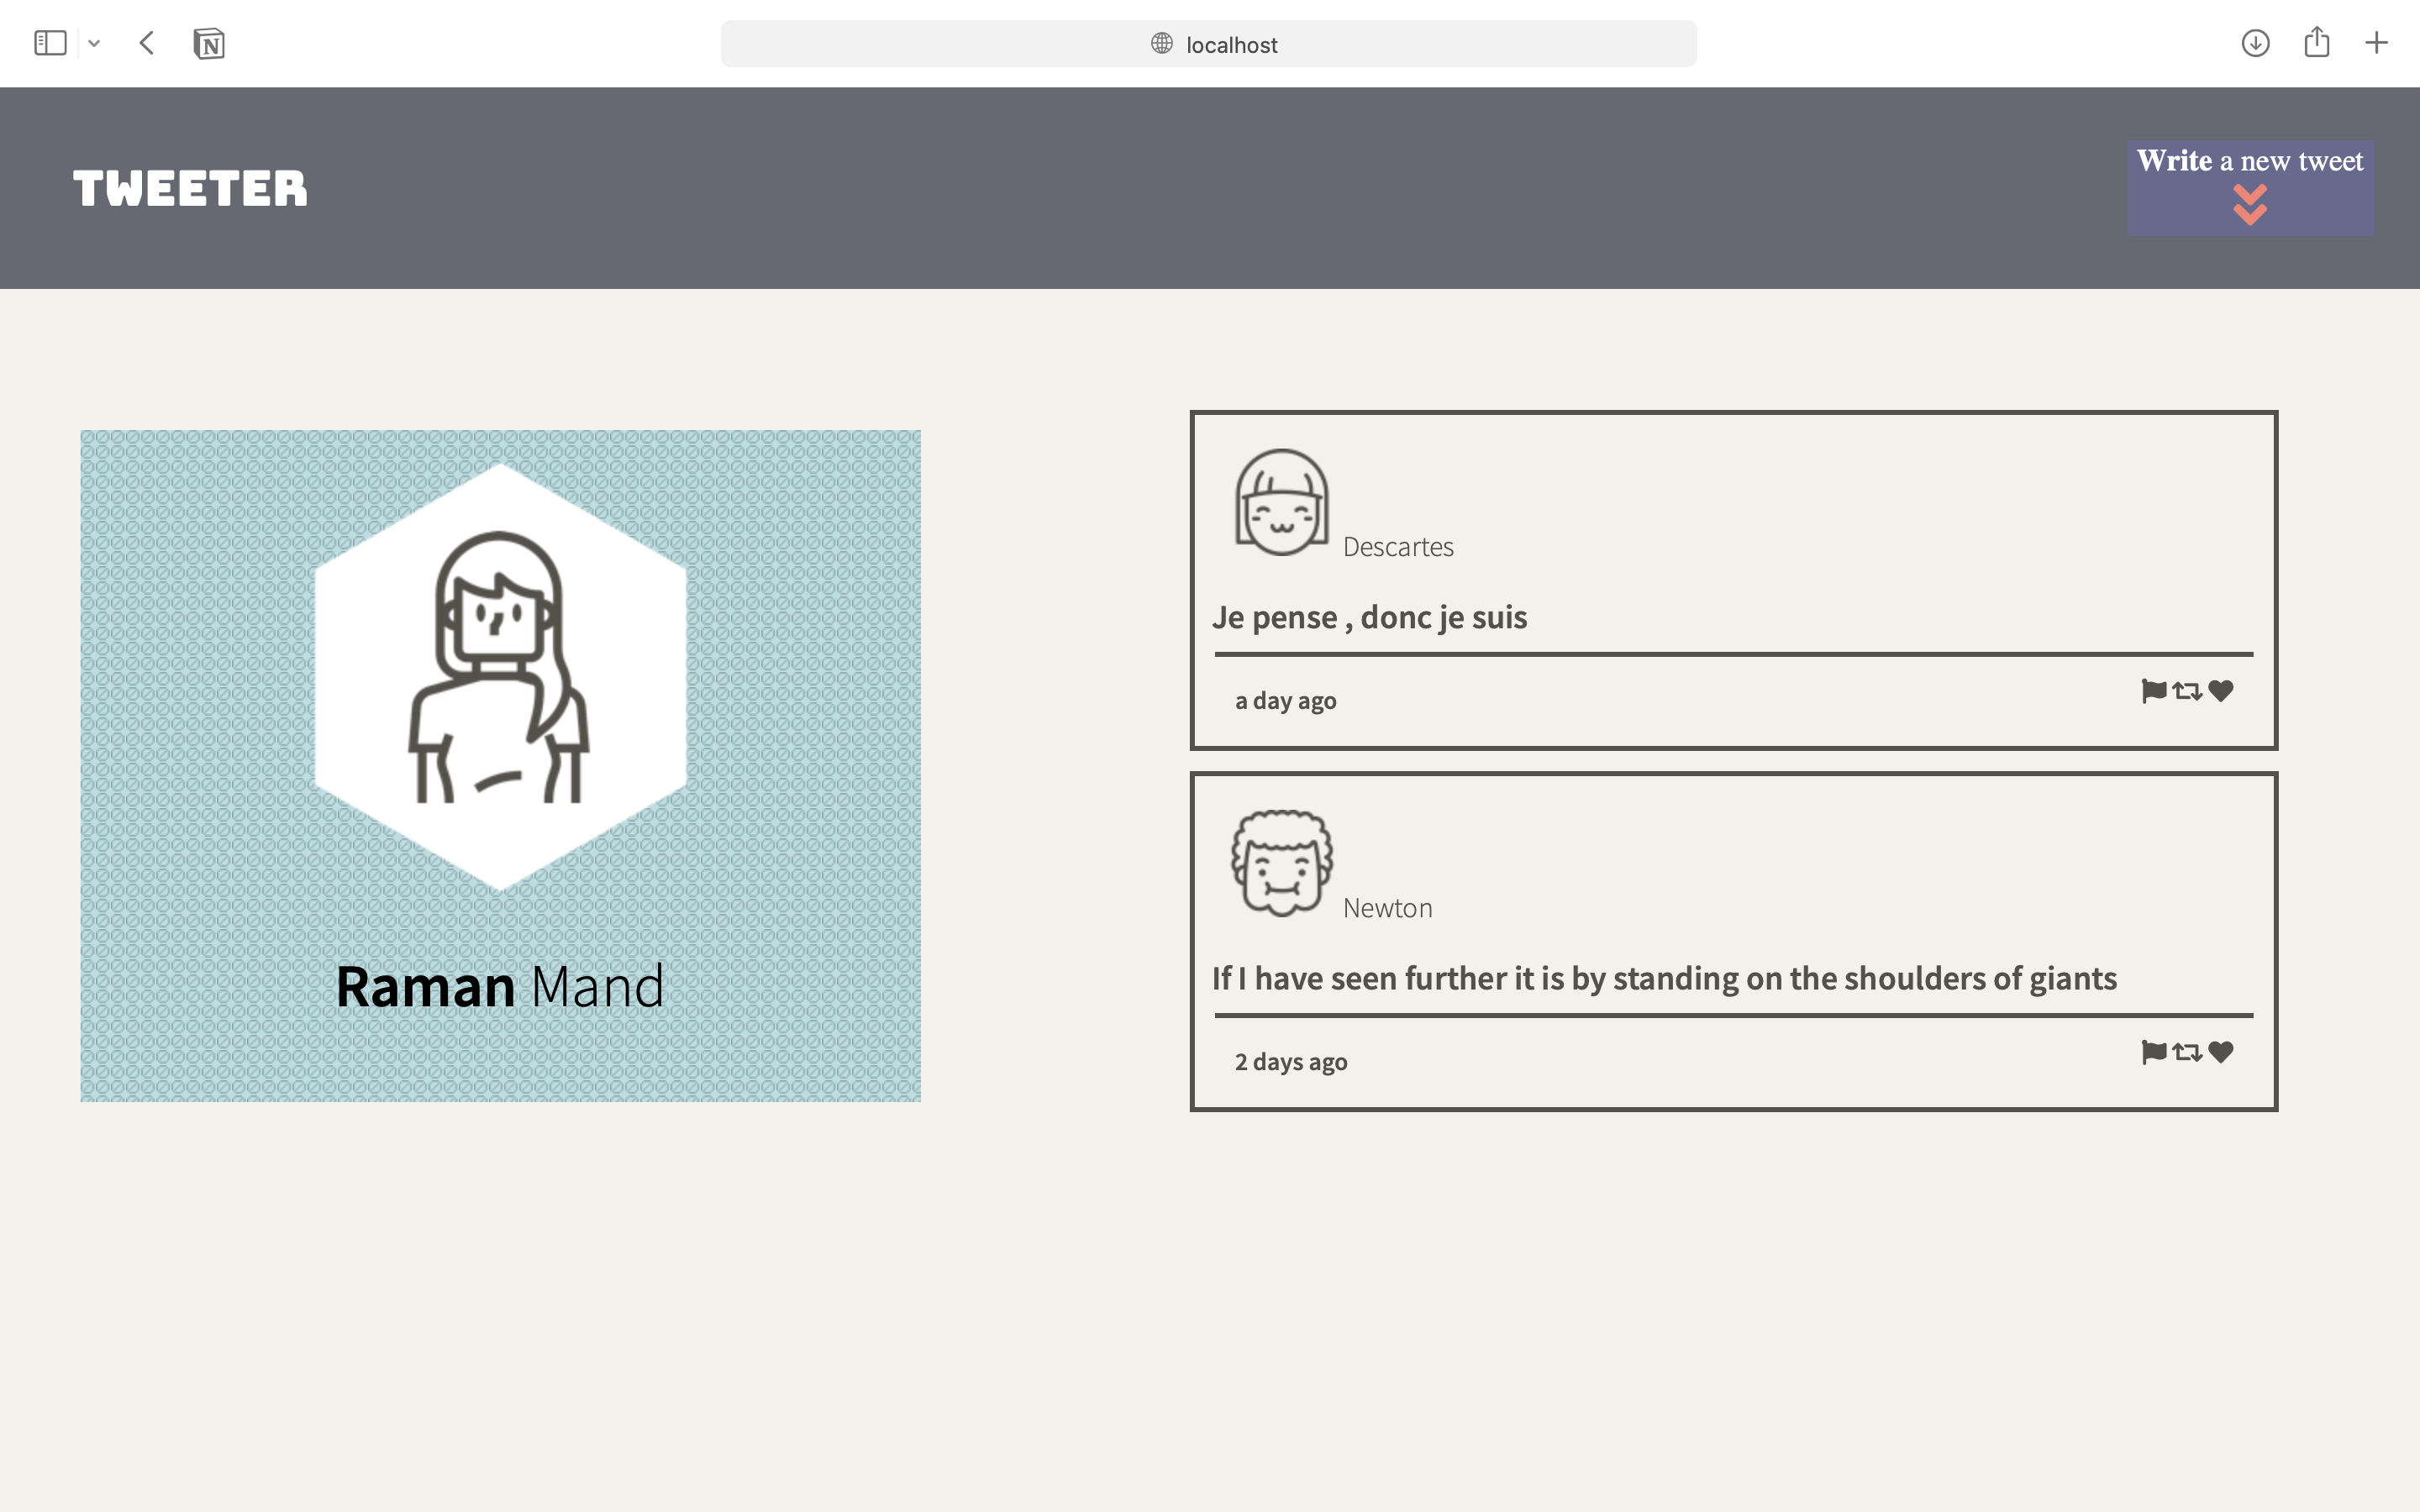 localhost
TWEETER
Write a new tweet
Raman Mand
Descartes
Je pense , donc je suis
a day ago
Newton
If I have seen further it is by standing on the shoulders of giants
2 days ago